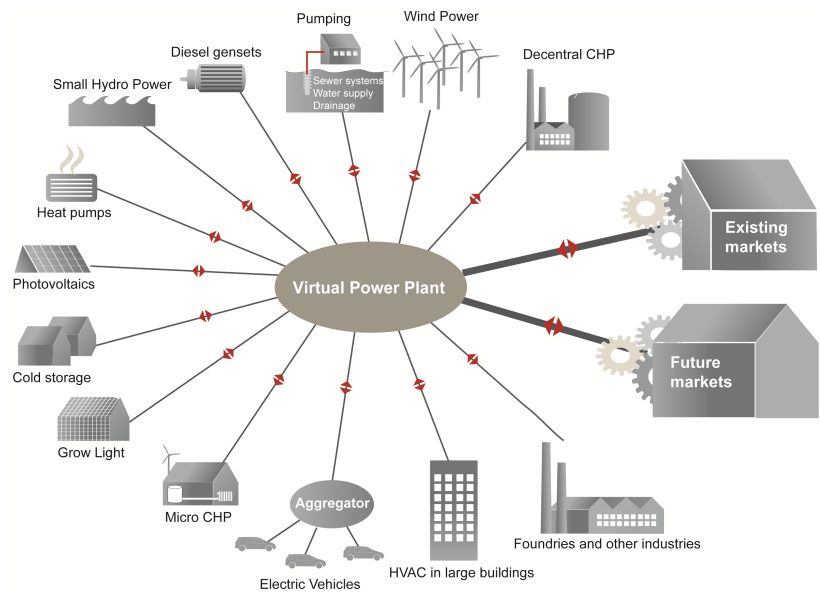 Pumping
Wind Power
Diesel gensets
Decentral CHP
Small Hydro Power
Sewer systems
Water supply
Drainage
Heat pumps
Existing
markets
Photovoltaics
Virtual Power Plant
Cold storage
Future
markets
Grow Light
Micro CHP
Aggregator
Electric Vehicles
HVAC in large buildings
Foundries and other industries